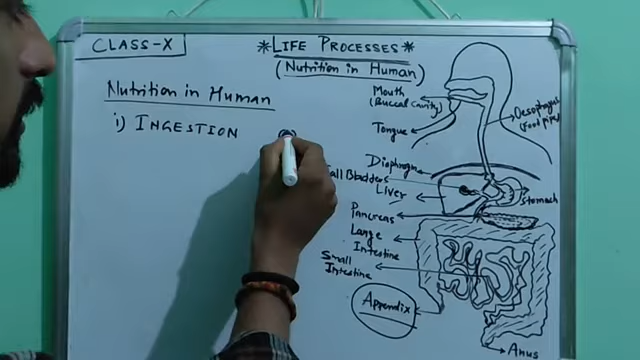 CLASS-X
*LIFE PROCESSES*
(Nutrition in Human)
Nutrition in Human
i) INGESTION
Mouth
(Buccal Cavity)
Tongue
Oesophagus
(Food pipe)
Diaphragm
Gall Bladder
Liver
Stomach
Pancreas
Large
Intestine
Small
Intestine
Appendix
Anus